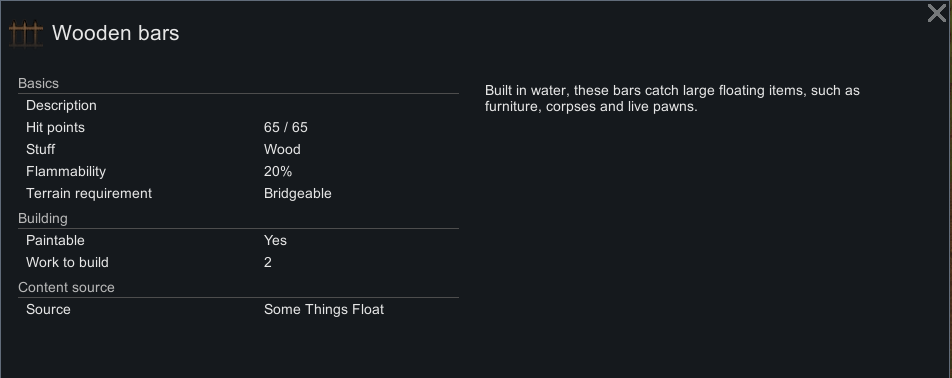 Wooden bars
Basics
Description
Hit points 65 / 65
Stuff Wood
Flammability 20%
Terrain requirement Bridgeable
Building
Paintable Yes
Work to build 2
Content source
Source Some Things Float
Built in water, these bars catch large floating items, such as
furniture, corpses and live pawns.